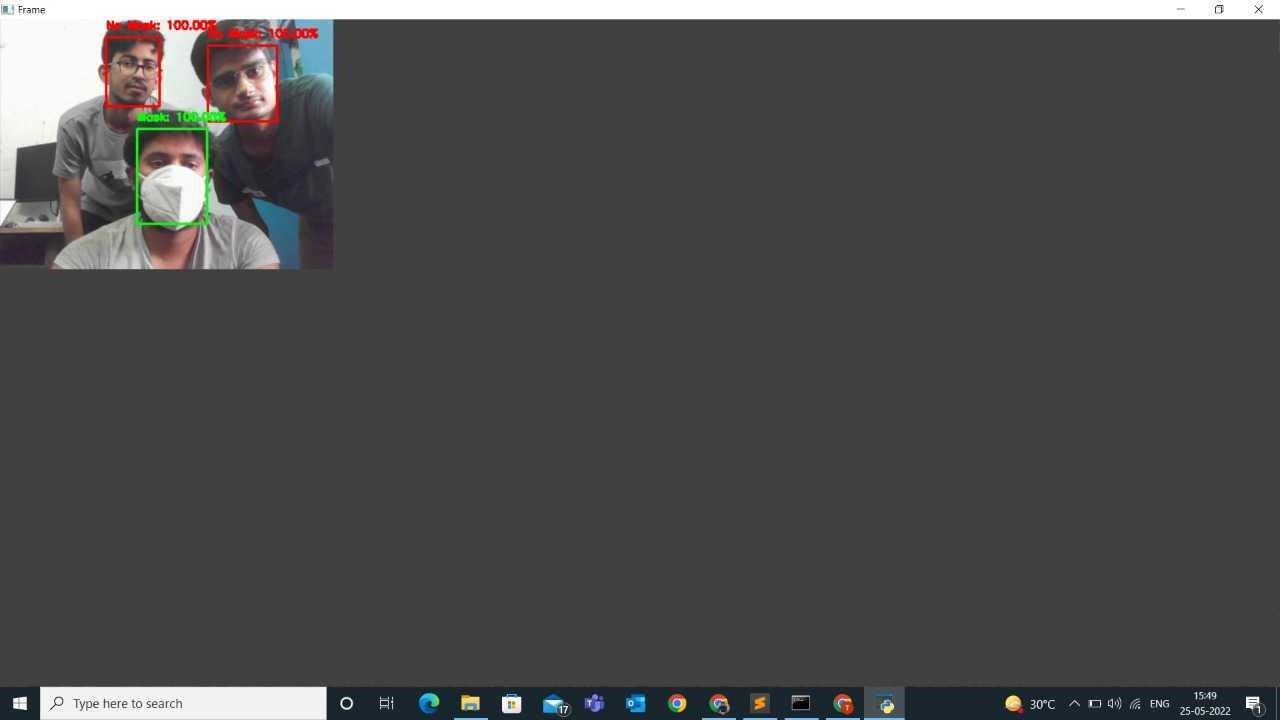 Frame
No Mask: 100.00%
No Mask: 100.00%
Mask: 100.00%
Type here to search
17
30°C
ENG
15:49
25-05-2022
1